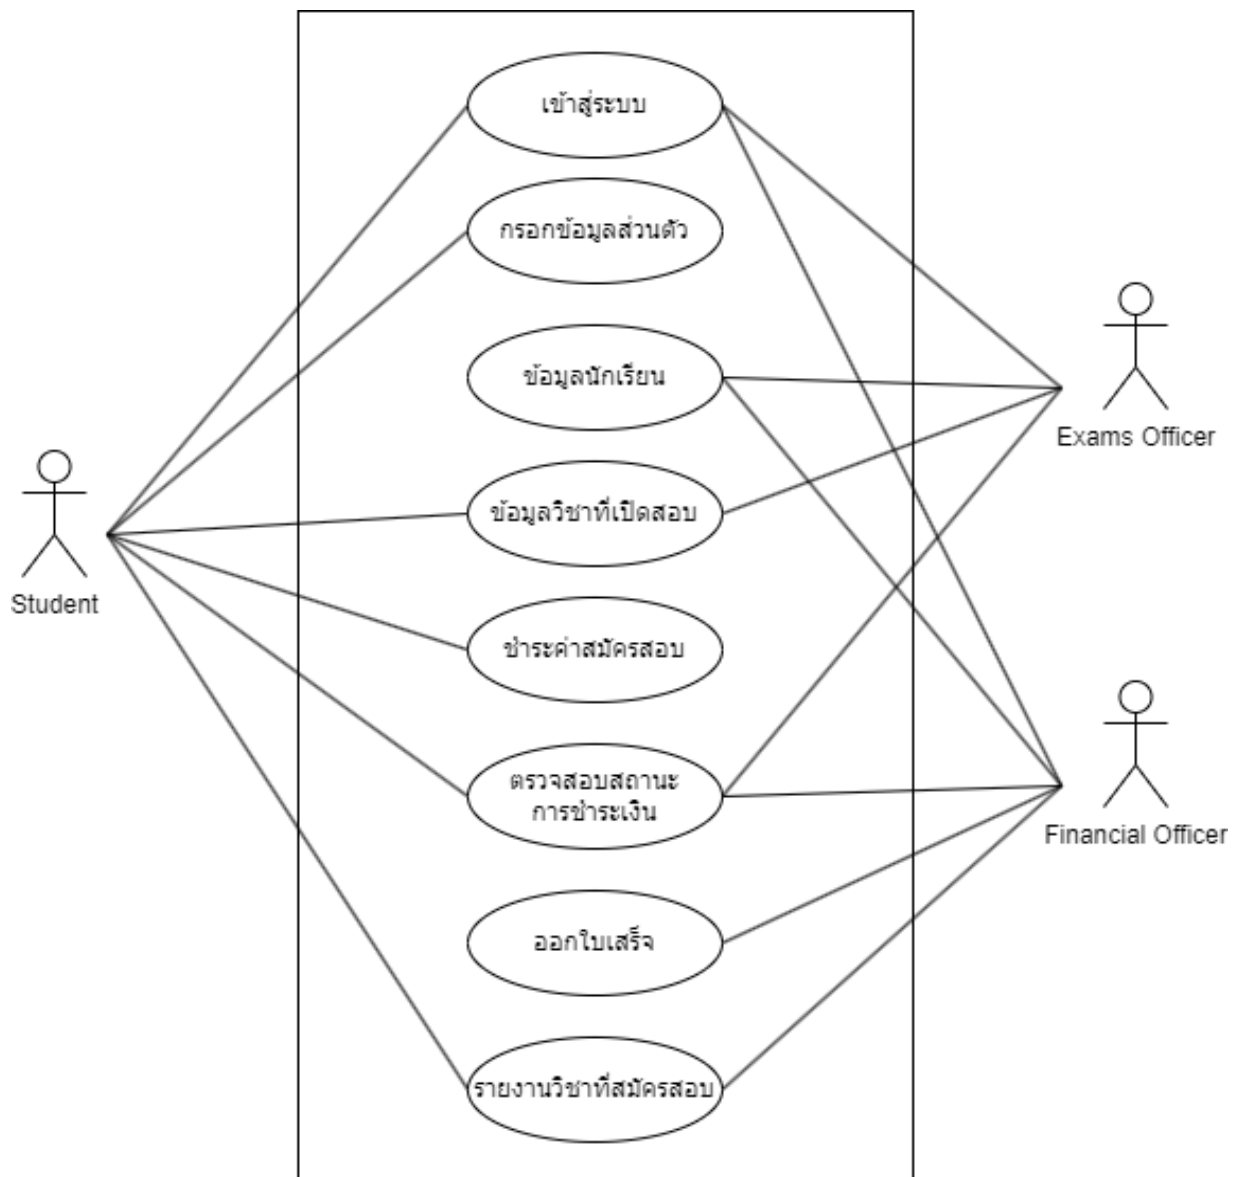 เข้าสู่ระบบ
กรอกข้อมูลส่วนตัว
ข้อมูลนักเรียน
Exams Officer
ข้อมูลวิชาที่เปิดสอบ
Student
ชำระค่าสมัครสอบ
ตรวจสอบสถานะ
การชำระเงิน
Financial Officer
ออกใบเสร็จ
รายงานวิชาที่สมัครสอบ